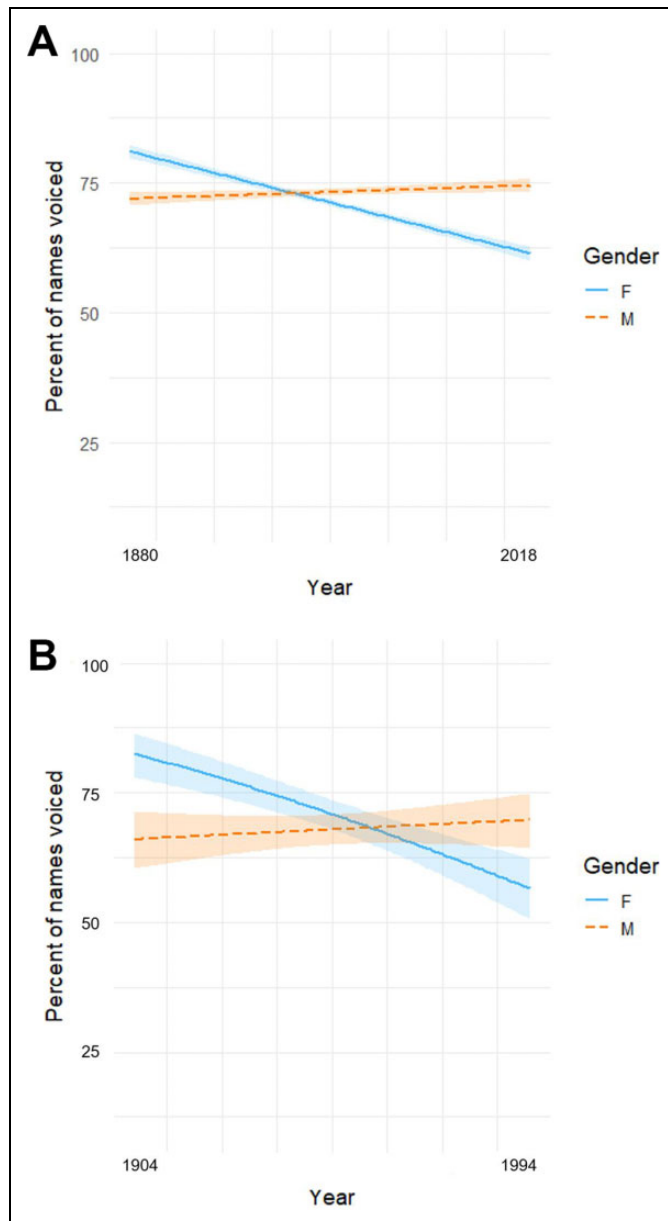 A
100
75
50
25
Percent of names voiced
1880 2018
Year
Gender
F
M
B
100
75
50
25
Percent of names voiced
1904 1994
Year
Gender
F
M